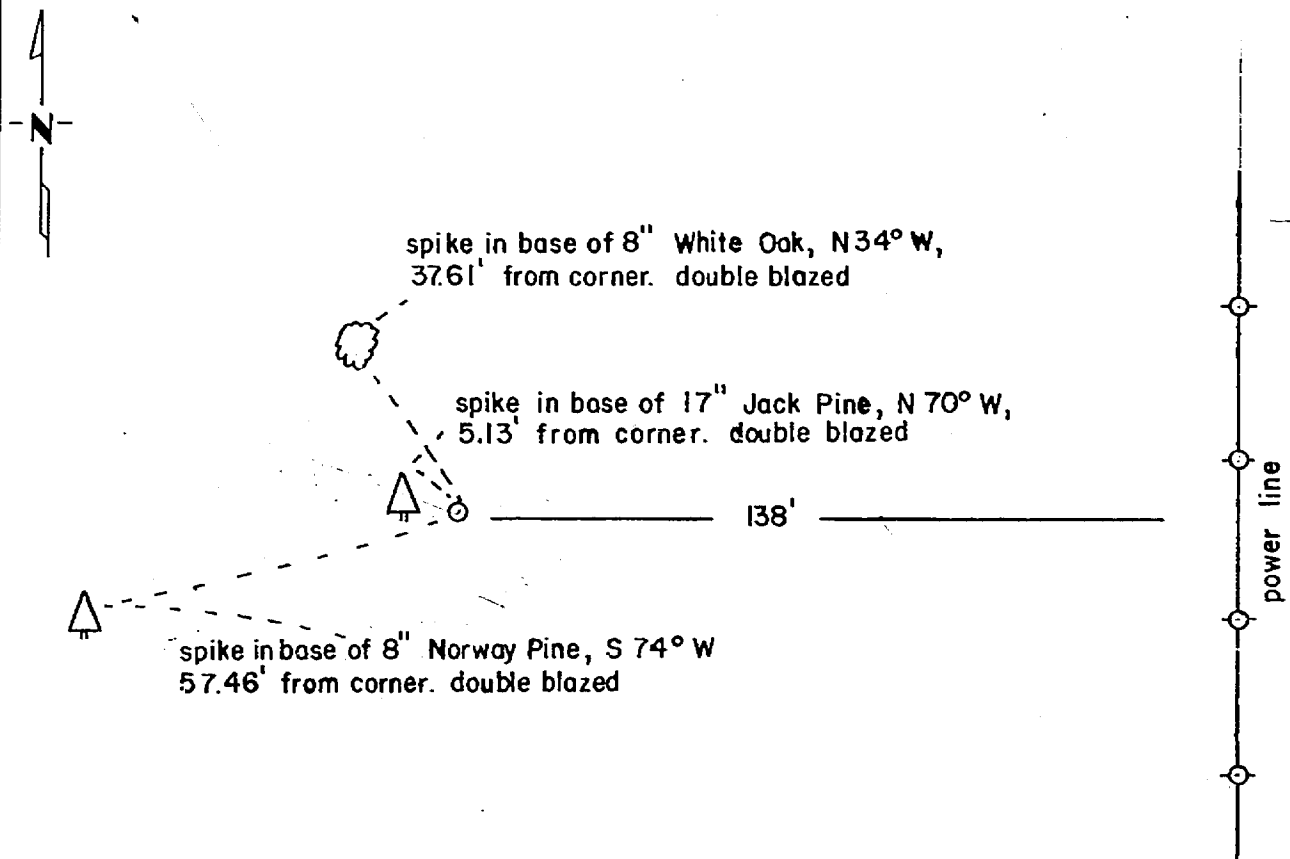 N
spike in base of 8" White Oak, N 34° W,
37.61' from corner. double blazed
spike in base of 17" Jack Pine, N 70° W,
5.13' from corner. double blazed
138'
power line
spike in base of 8" Norway Pine, S 74° W
57.46' from corner. double blazed